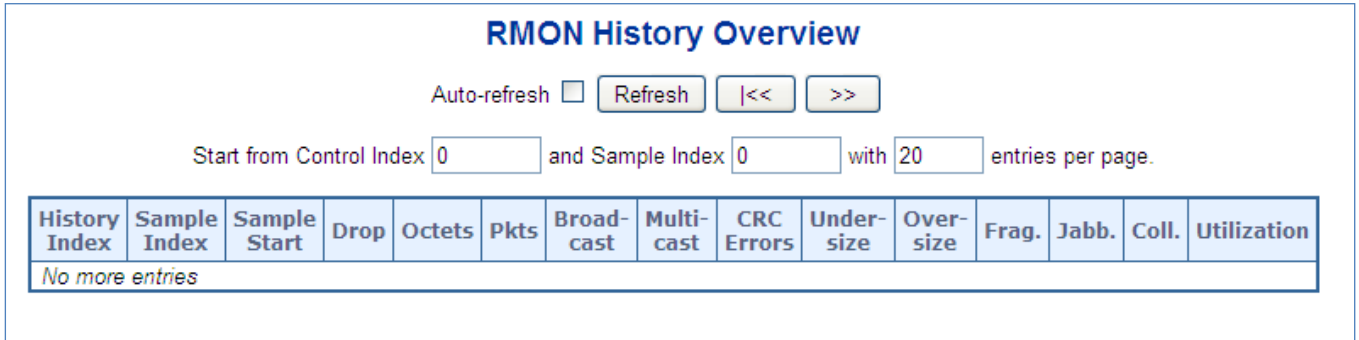 RMON History Overview
Auto-refresh Refresh |<< >>
Start from Control Index 0 and Sample Index 0 with 20 entries per page.
History Index Sample Index Sample Start Drop Octets Pkts Broad-cast Multi-cast CRC Errors Under-size Over-size Frag. Jabb. Coll. Utilization
No more entries